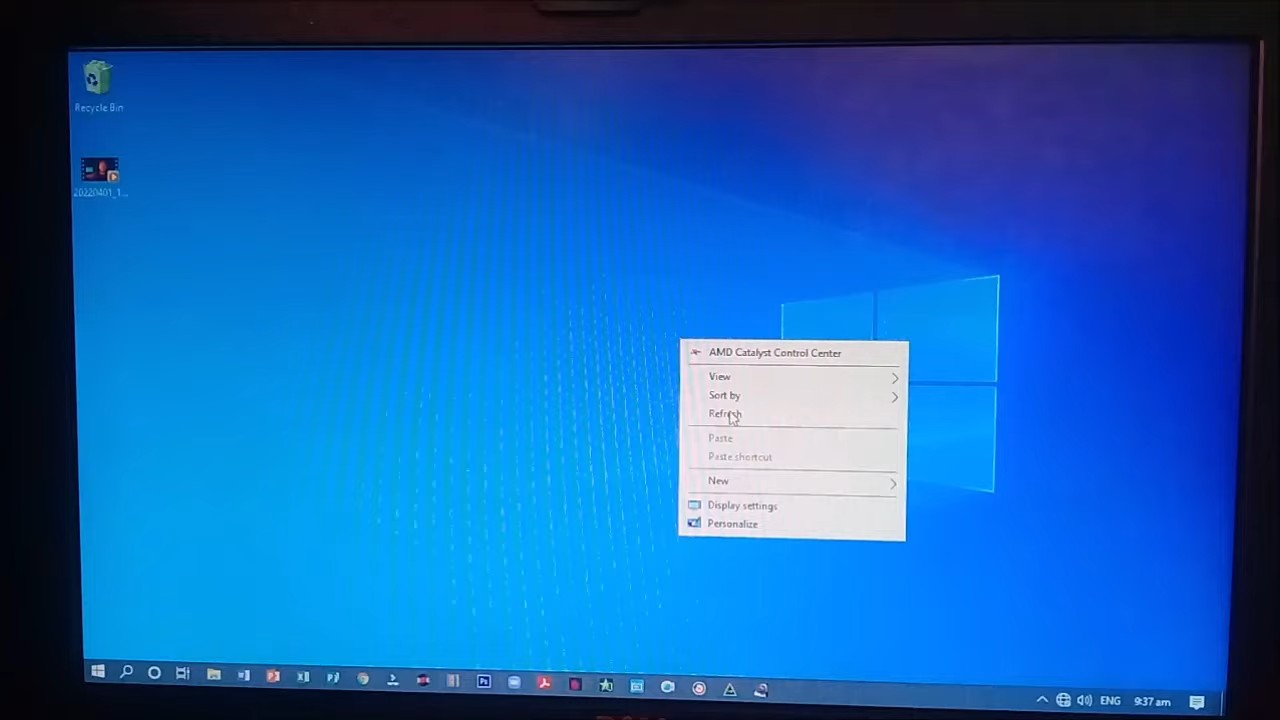 Recycle Bin
20220401_1...
AMD Catalyst Control Center
View
Sort by
Refresh
Paste
Paste shortcut
New
Display settings
Personalize
Ps
ENG
9:37 am